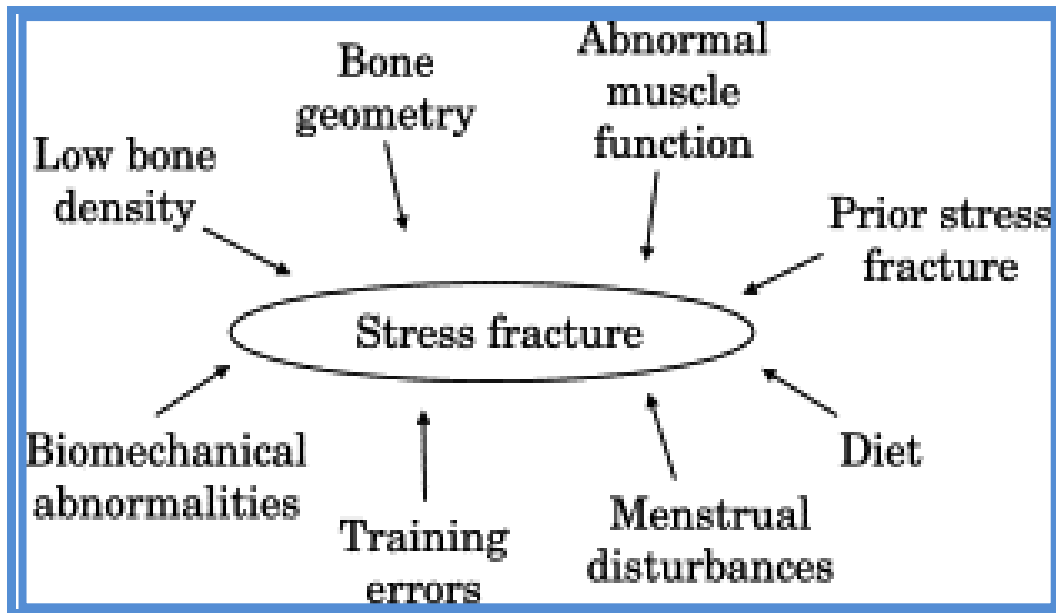 Bone
geometry
Abnormal
muscle
function
Low bone
density
Prior stress
fracture
Stress fracture
Biomechanical
abnormalities
Training
errors
Menstrual
disturbances
Diet